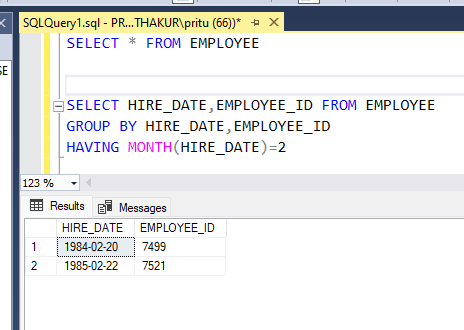 SQLQuery1.sql - PR...THAKUR\pritu (66))*
SE
SELECT * FROM EMPLOYEE
SELECT HIRE_DATE,EMPLOYEE_ID FROM EMPLOYEE
GROUP BY HIRE_DATE,EMPLOYEE_ID
HAVING MONTH(HIRE_DATE)=2
123 %
Results Messages
HIRE_DATE EMPLOYEE_ID
1 1984-02-20 7499
2 1985-02-22 7521